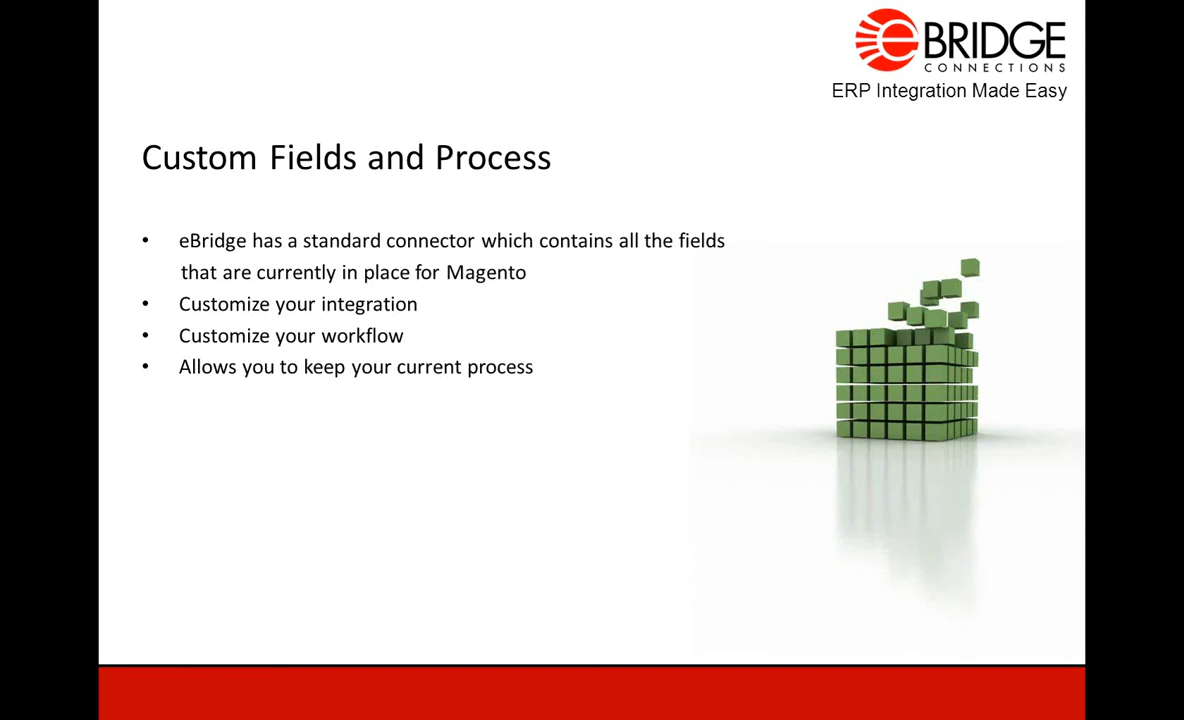 eBRIDGE
CONNECTIONS
ERP Integration Made Easy
Custom Fields and Process
• eBridge has a standard connector which contains all the fields
that are currently in place for Magento
• Customize your integration
• Customize your workflow
• Allows you to keep your current process